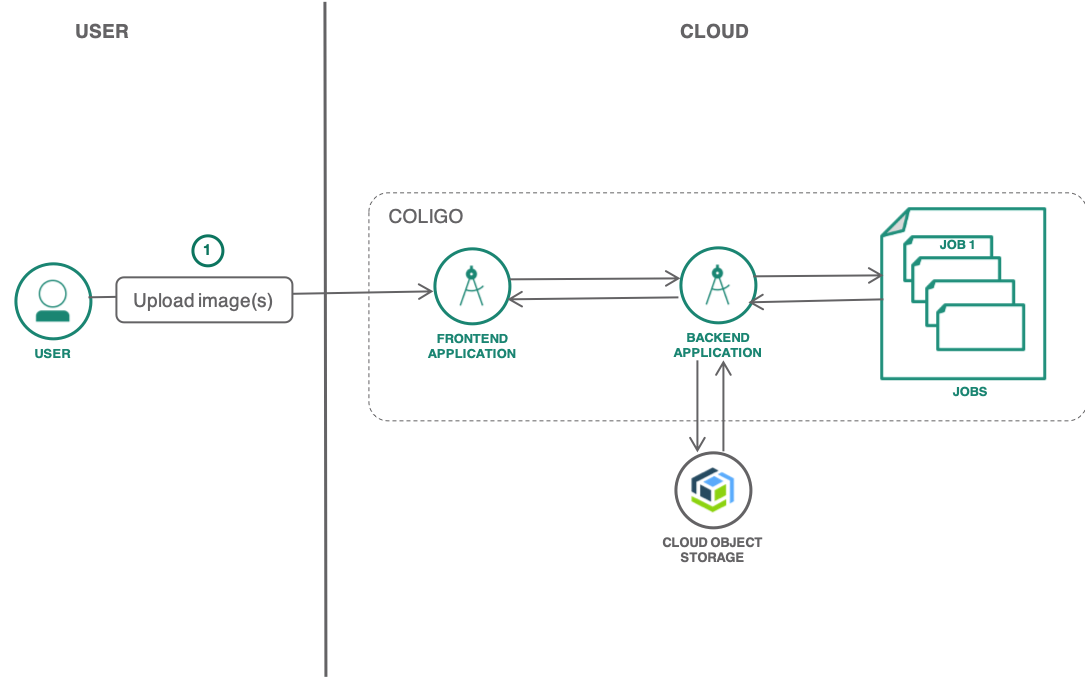 USER
CLOUD
COLIGO
1
Upload image(s)
USER
FRONTEND
APPLICATION
BACKEND
APPLICATION
JOB 1
JOBS
CLOUD OBJECT
STORAGE